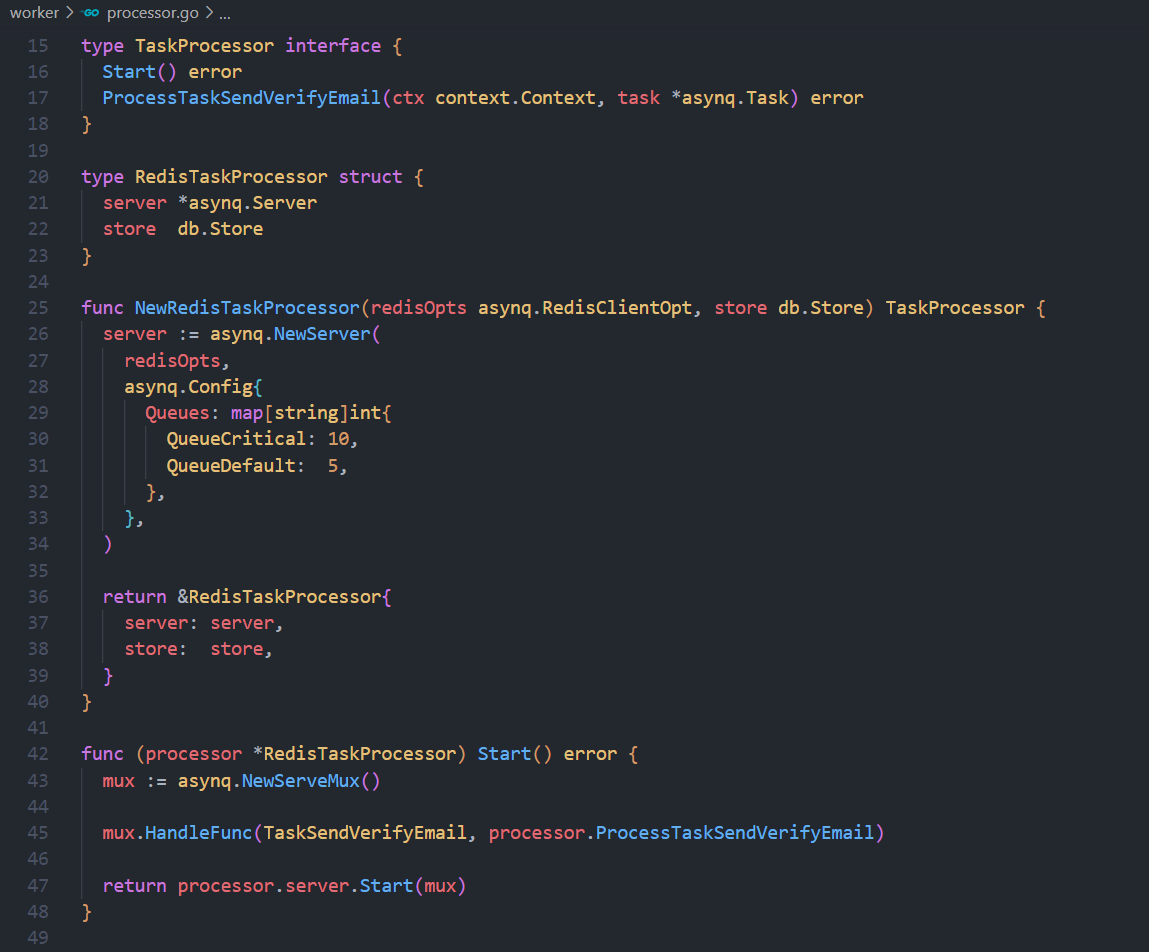 worker > processor.go > ...
15 type TaskProcessor interface {
16   Start() error
17   ProcessTaskSendVerifyEmail(ctx context.Context, task *asynq.Task) error
18 }
19
20 type RedisTaskProcessor struct {
21   server *asynq.Server
22   store  db.Store
23 }
24
25 func NewRedisTaskProcessor(redisOpts asynq.RedisClientOpt, store db.Store) TaskProcessor {
26   server := asynq.NewServer(
27     redisOpts,
28     asynq.Config{
29       Queues: map[string]int{
30         QueueCritical: 10,
31         QueueDefault:  5,
32       },
33     },
34   )
35
36   return &RedisTaskProcessor{
37     server: server,
38     store:  store,
39   }
40 }
41
42 func (processor *RedisTaskProcessor) Start() error {
43   mux := asynq.NewServeMux()
44
45   mux.HandleFunc(TaskSendVerifyEmail, processor.ProcessTaskSendVerifyEmail)
46
47   return processor.server.Start(mux)
48 }
49